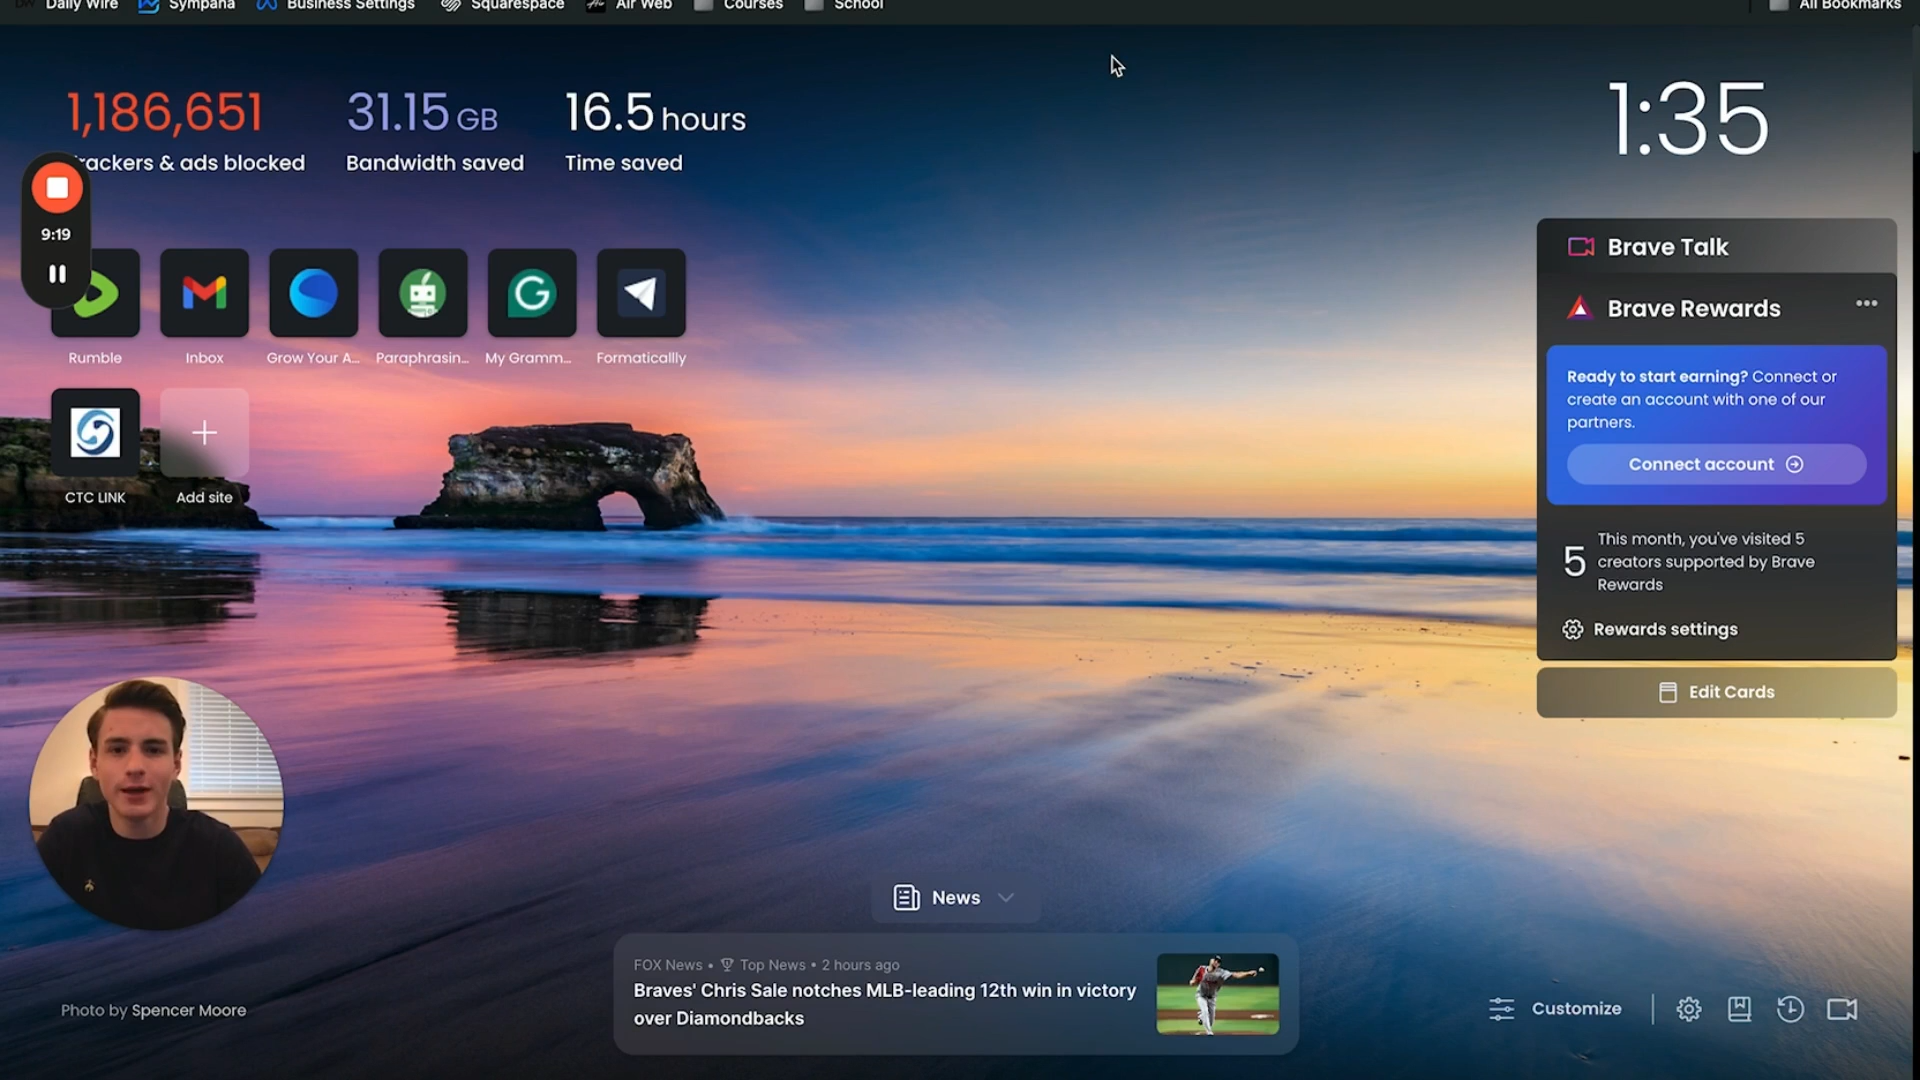 Daily Wire Sympana Business Settings Squarespace Air Web Courses School All Bookmarks
1,186,651 31.15 GB 16.5 hours
rackers & ads blocked Bandwidth saved Time saved
1:35
9:19
Rumble Inbox Grow Your A... Paraphrasin... My Gramm... Formaticallly
CTC LINK Add site
Brave Talk
Brave Rewards
Ready to start earning? Connect or
create an account with one of our
partners.
Connect account
5
This month, you've visited 5
creators supported by Brave
Rewards
Rewards settings
Edit Cards
News
FOX News • Top News • 2 hours ago
Braves' Chris Sale notches MLB-leading 12th win in victory
over Diamondbacks
Photo by Spencer Moore
Customize